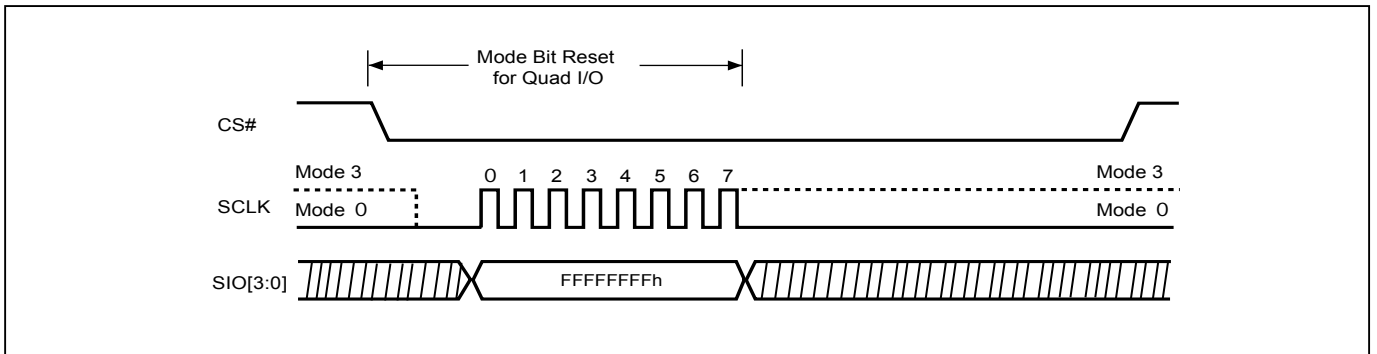 Mode Bit Reset
for Quad I/O
CS#
Mode 3
0 1 2 3 4 5 6 7
Mode 3
SCLK
Mode 0
Mode 0
SIO[3:0]
FFFFFFFFh